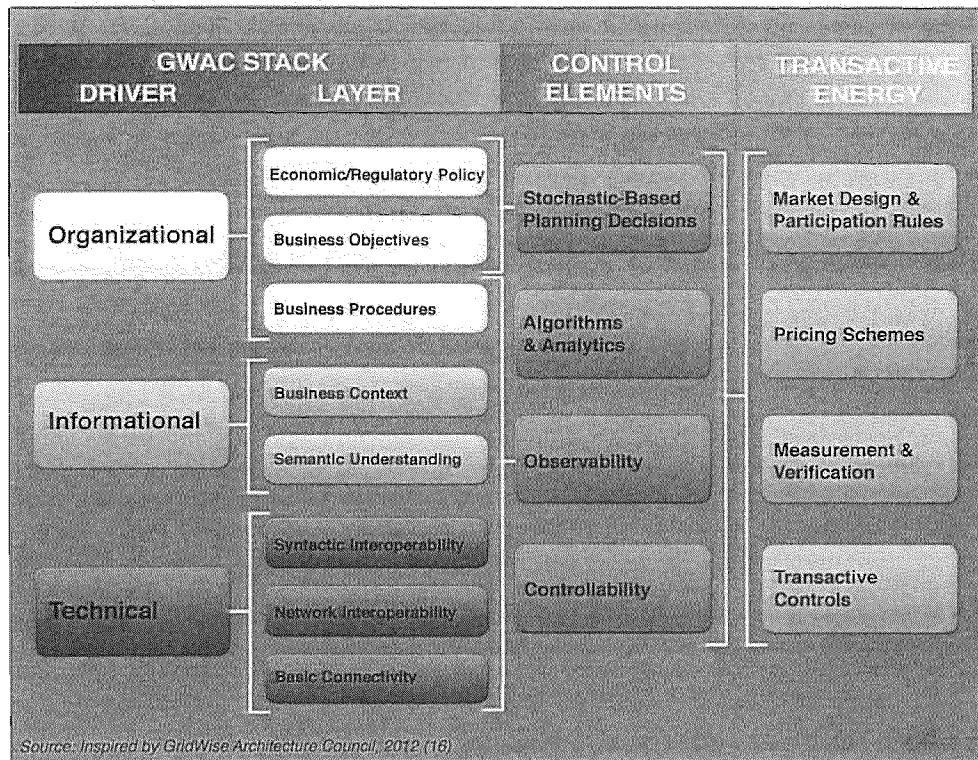 GWAC STACK
DRIVER
LAYER
CONTROL
ELEMENTS
TRANSACTIVE
ENERGY
Organizational
Economic/Regulatory Policy
Business Objectives
Business Procedures
Informational
Business Context
Semantic Understanding
Technical
Syntactic Interoperability
Network Interoperability
Basic Connectivity
Stochastic-Based
Planning Decisions
Algorithms
& Analytics
Observability
Controllability
Market Design &
Participation Rules
Pricing Schemes
Measurement &
Verification
Transactive
Controls
Source: Inspired by GridWise Architecture Council, 2012 (16)